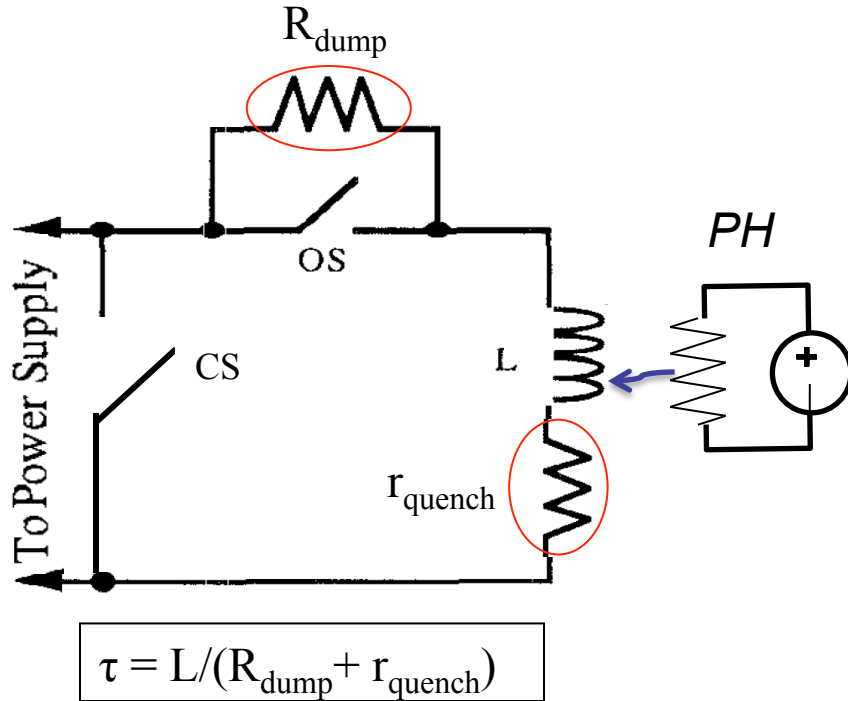 R_dump
OS
PH
To Power Supply
CS
L
+
r_quench
τ = L/(R_dump + r_quench)